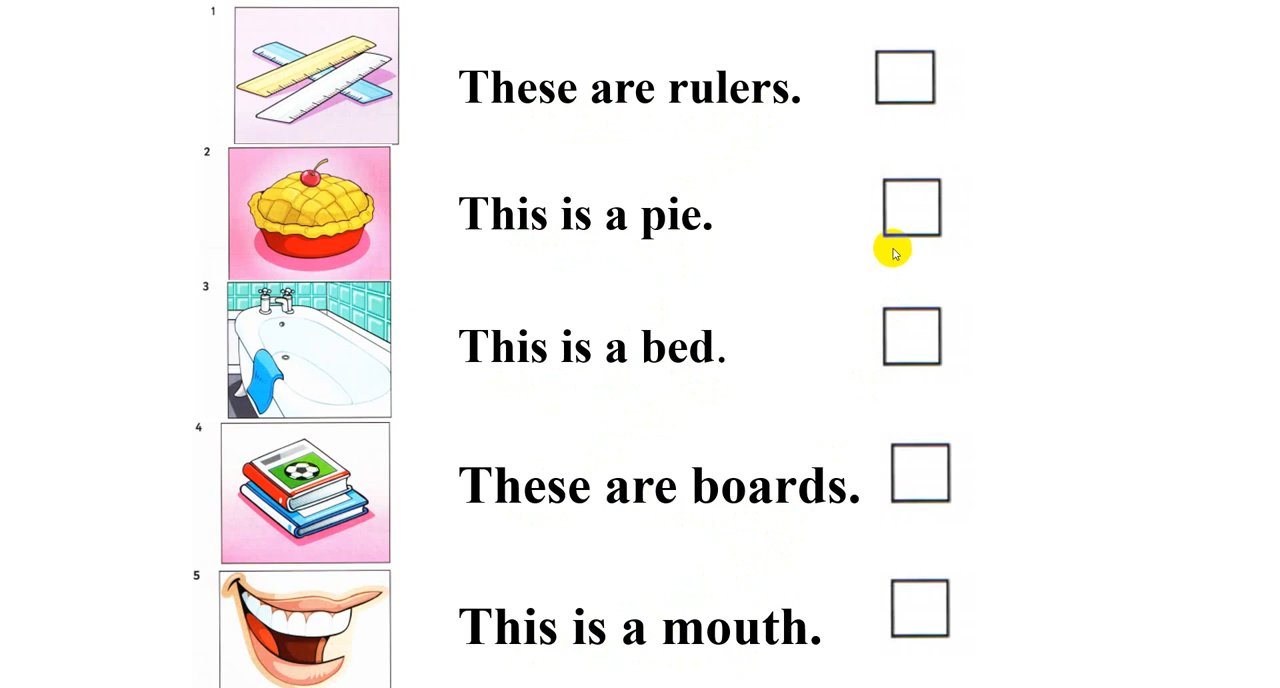 1
These are rulers.
2
This is a pie.
3
This is a bed.
4
These are boards.
5
This is a mouth.